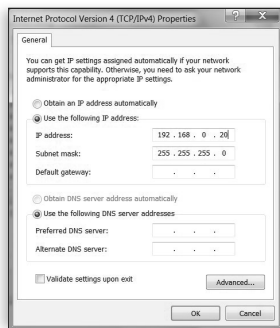 Internet Protocol Version 4 (TCP/IPv4) Properties
General
You can get IP settings assigned automatically if your network
supports this capability. Otherwise, you need to ask your network
administrator for the appropriate IP settings.
Obtain an IP address automatically
Use the following IP address:
IP address: 192 . 168 . 0 . 20
Subnet mask: 255 . 255 . 255 . 0
Default gateway: . . .
Obtain DNS server address automatically
Use the following DNS server addresses
Preferred DNS server: . . .
Alternate DNS server: . . .
Validate settings upon exit
Advanced...
OK Cancel